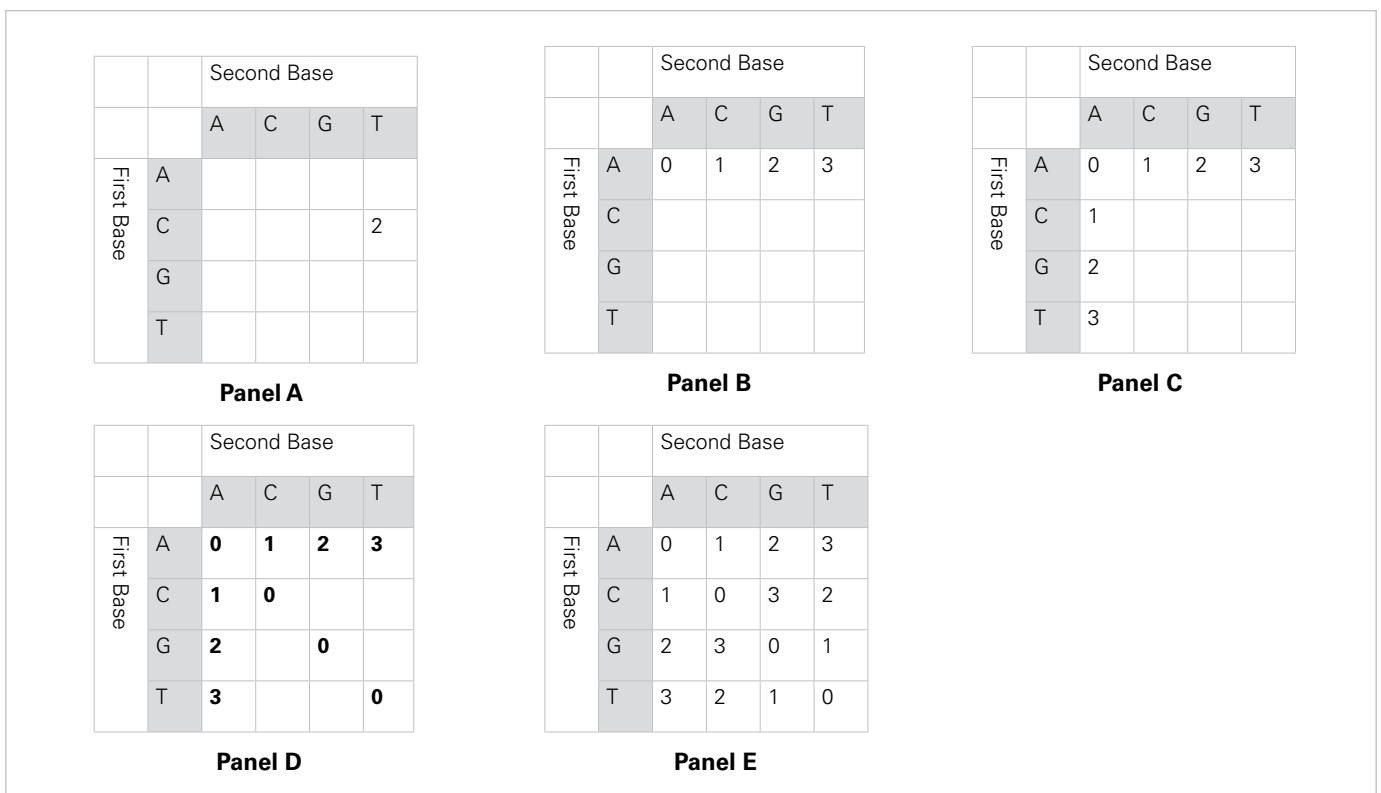 Second Base
A C G T
First Base
A
C 2
G
T
Panel A
Second Base
A C G T
First Base
A 0 1 2 3
C
G
T
Panel B
Second Base
A C G T
First Base
A 0 1 2 3
C 1
G 2
T 3
Panel C
Second Base
A C G T
First Base
A 0 1 2 3
C 1 0
G 2 0
T 3 0
Panel D
Second Base
A C G T
First Base
A 0 1 2 3
C 1 0 3 2
G 2 3 0 1
T 3 2 1 0
Panel E